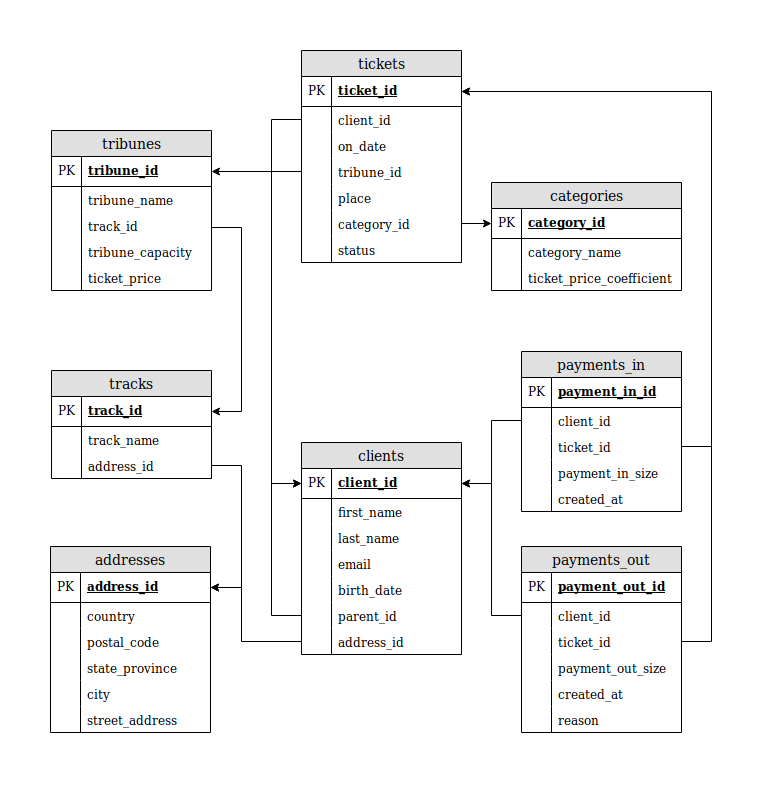 tickets
PK ticket_id
client_id
on_date
tribune_id
place
category_id
status
tribunes
PK tribune_id
tribune_name
track_id
tribune_capacity
ticket_price
categories
PK category_id
category_name
ticket_price_coefficient
tracks
PK track_id
track_name
address_id
payments_in
PK payment_in_id
client_id
ticket_id
payment_in_size
created_at
clients
PK client_id
first_name
last_name
email
birth_date
parent_id
address_id
addresses
PK address_id
country
postal_code
state_province
city
street_address
payments_out
PK payment_out_id
client_id
ticket_id
payment_out_size
created_at
reason